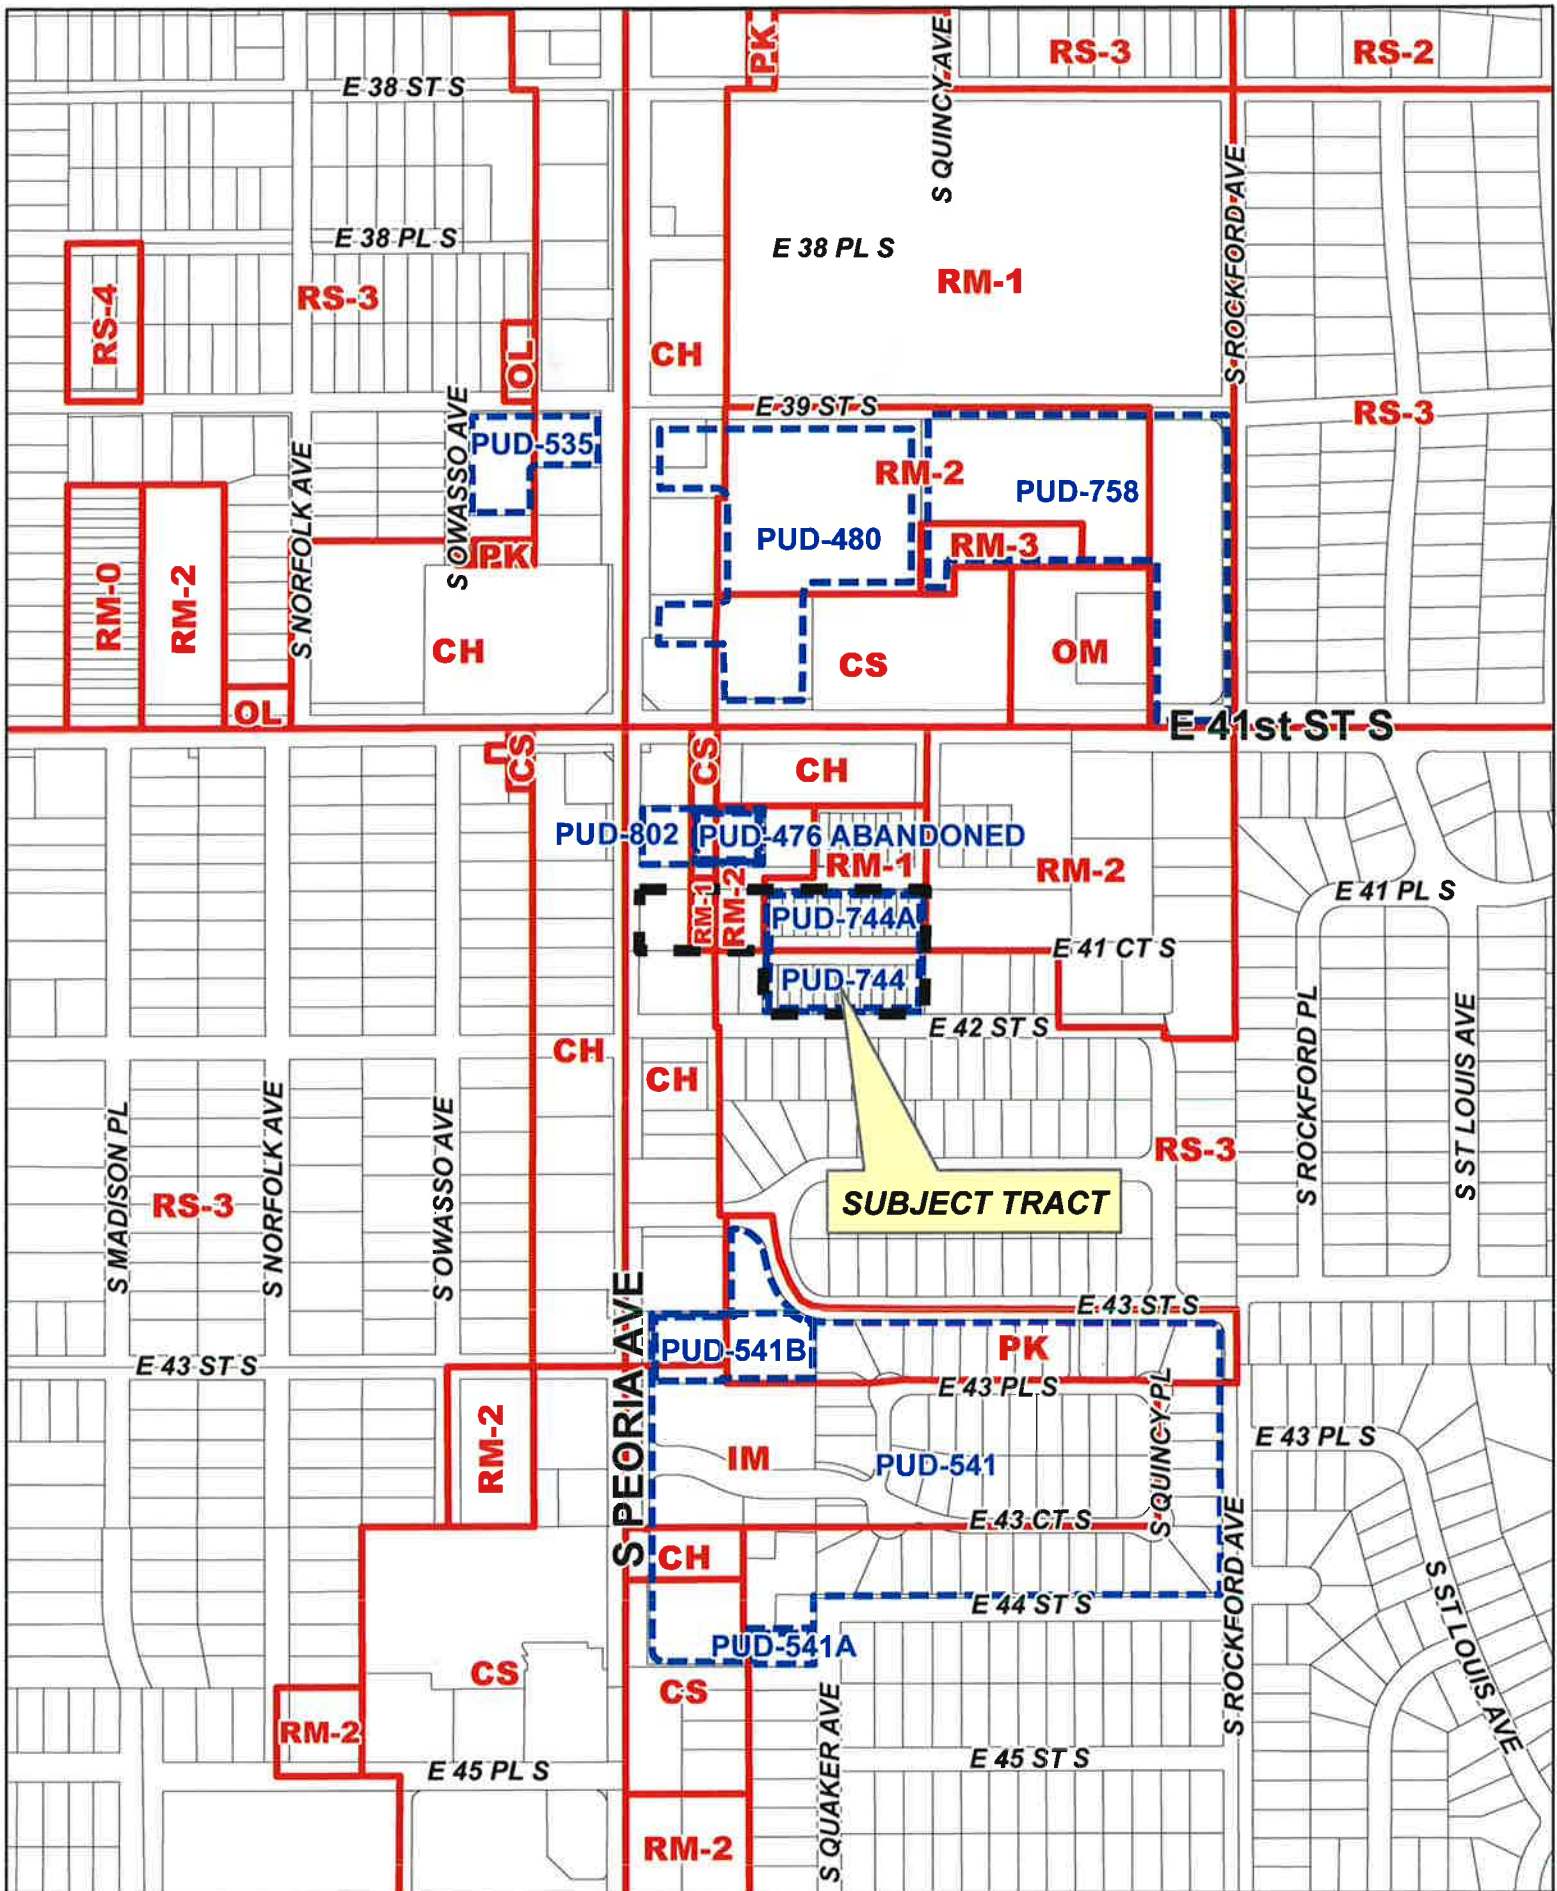 PK
RS-3
RS-2
E 38 ST S
S QUINCY AVE
E 38 PL S
E 38 PL S
RM-1
S ROCKFORD AVE
RS-4
RS-3
OL
CH
E 39 ST S
RS-3
S OWASSO AVE
PUD-535
RM-2
PUD-758
S NORFOLK AVE
PUD-480
RM-3
PK
RM-0
RM-2
CH
CS
OM
OL
E 41st ST S
CS
CS
CH
PUD-802
PUD-476 ABANDONED
RM-1
RM-2
E 41 PL S
RM-1
RM-2
PUD-744A
E 41 CT S
PUD-744
E 42 ST S
CH
CH
S MADISON PL
S NORFOLK AVE
S OWASSO AVE
RS-3
RS-3
S ROCKFORD PL
S ST LOUIS AVE
SUBJECT TRACT
S PEORIA AVE
E 43 ST S
PUD-541B
PK
E 43 ST S
E 43 PL S
S QUINCY PL
RM-2
E 43 PL S
IM
PUD-541
E 43 CT S
CH
S ROCKFORD AVE
S ST LOUIS AVE
E 44 ST S
PUD-541A
CS
CS
S QUAKER AVE
RM-2
E 45 ST S
E 45 PL S
RM-2